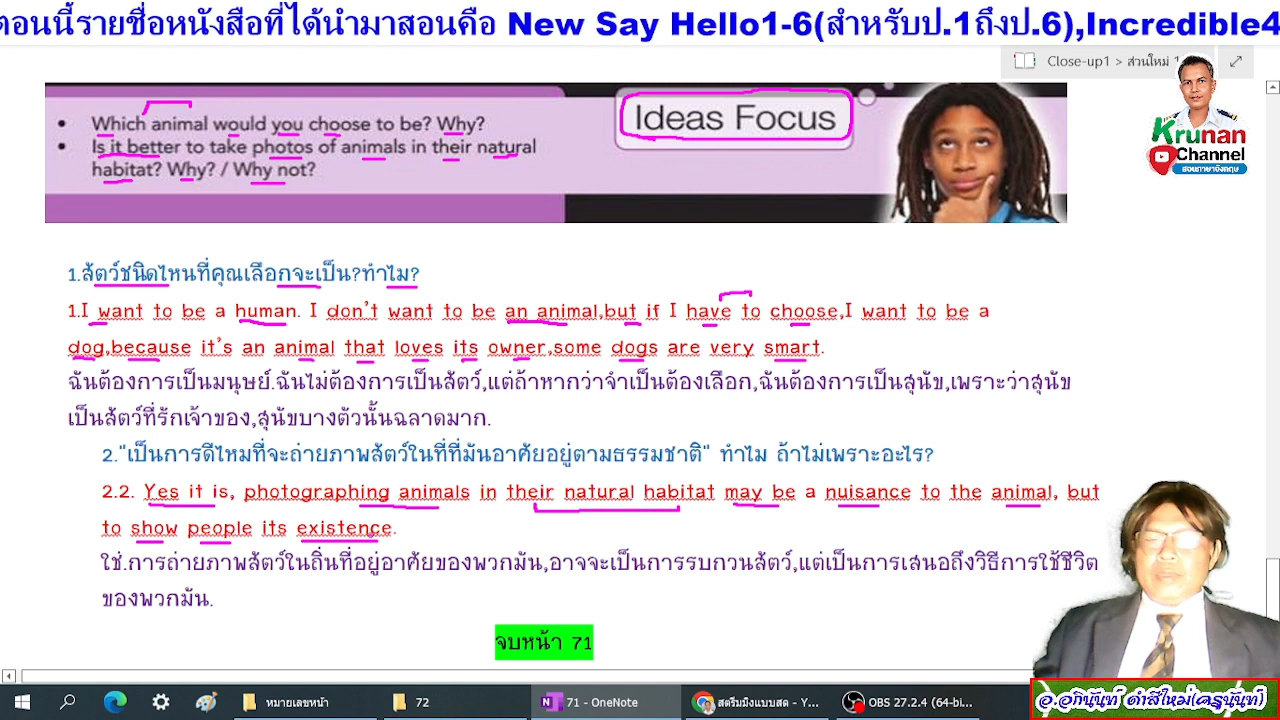 ตอนนี้รายชื่อหนังสือที่ได้นำมาสอนคือ New Say Hello1-6(สำหรับป.1ถึงป.6),Incredible4
Close-up1 > ส่วนใหม่ 1
Krunan
Channel
สอนภาษาอังกฤษ
Ideas Focus
• Which animal would you choose to be? Why?
• Is it better to take photos of animals in their natural
habitat? Why? / Why not?
1.สัตว์ชนิดไหนที่คุณเลือกจะเป็น?ทำไม?
1.I want to be a human. I don't want to be an animal,but if I have to choose,I want to be a
dog,because it's an animal that loves its owner,some dogs are very smart.
ฉันต้องการเป็นมนุษย์.ฉันไม่ต้องการเป็นสัตว์,แต่ถ้าหากว่าจำเป็นต้องเลือก,ฉันต้องการเป็นสุนัข,เพราะว่าสุนัข
เป็นสัตว์ที่รักเจ้าของ,สุนัขบางตัวนั้นฉลาดมาก.
2."เป็นการดีไหมที่จะถ่ายภาพสัตว์ในที่ที่มันอาศัยอยู่ตามธรรมชาติ" ทำไม ถ้าไม่เพราะอะไร?
2.2. Yes it is, photographing animals in their natural habitat may be a nuisance to the animal, but
to show people its existence.
ใช่.การถ่ายภาพสัตว์ในถิ่นที่อยู่อาศัยของพวกมัน,อาจจะเป็นการรบกวนสัตว์,แต่เป็นการเสนอถึงวิธีการใช้ชีวิต
ของพวกมัน.
จบหน้า 71
หมายเลขหน้า
72
71 - OneNote
สตรีมมิงแบบสด - Y...
OBS 27.2.4 (64-bi...
อ.อภินันท์ คำสีใหม่(ครูนันท์)